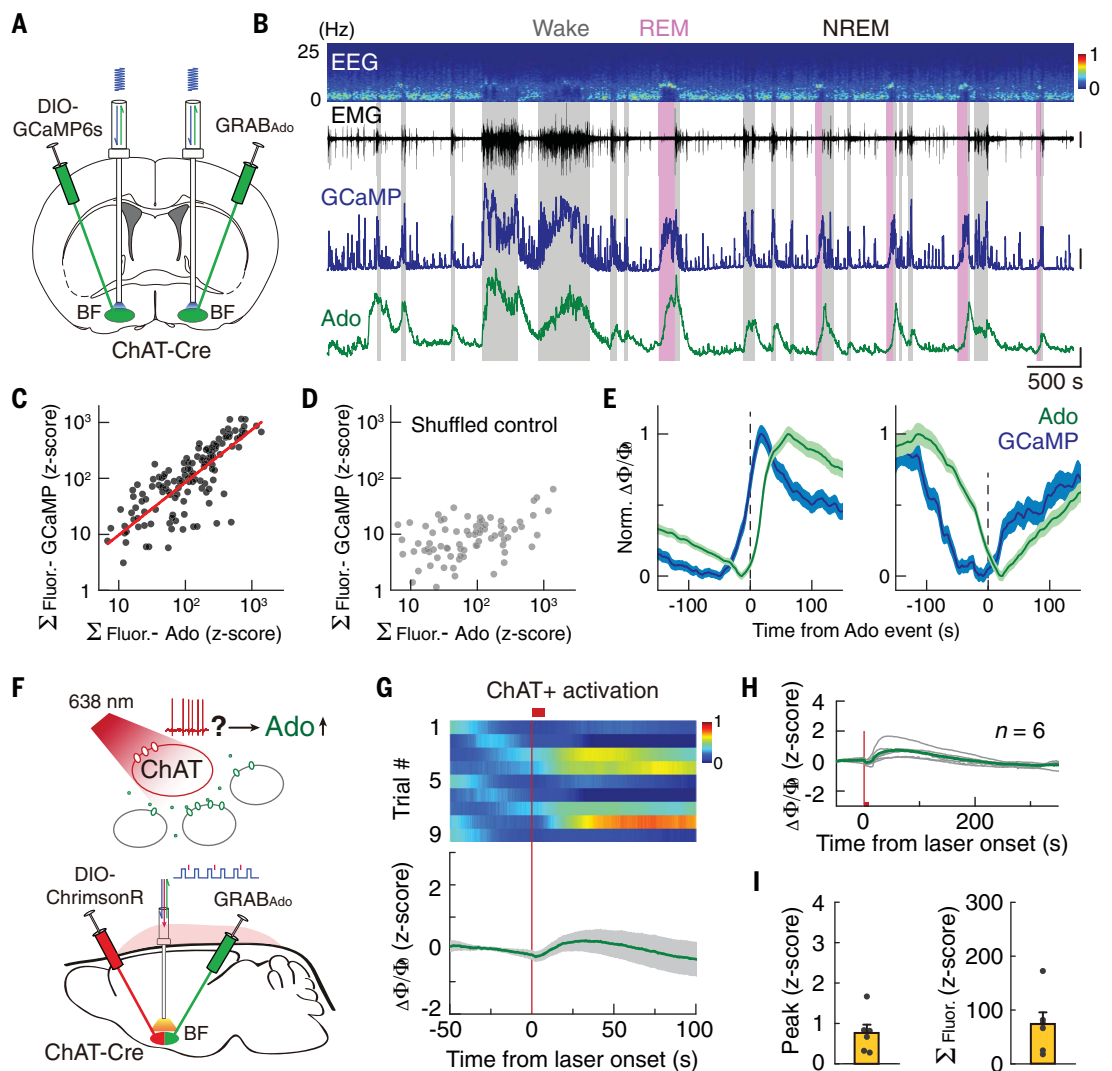 A
DIO-
GCaMP6s
GRABAdo
BF
BF
ChAT-Cre
B
(Hz)
Wake
REM
NREM
25
EEG
0
1
0
EMG
GCaMP
Ado
500 s
C
Σ Fluor.- GCaMP (z-score)
10³
10²
10
1
10
10²
10³
Σ Fluor.- Ado (z-score)
D
Shuffled control
Σ Fluor.- GCaMP (z-score)
10³
10²
10
1
10
10²
10³
Σ Fluor.- Ado (z-score)
E
Ado
GCaMP
Norm. ΔΦ/Φ
1
0
-100
0
100
1
0
-100
0
100
Time from Ado event (s)
F
638 nm
? → Ado ↑
ChAT
DIO-
ChrimsonR
GRABAdo
BF
ChAT-Cre
G
ChAT+ activation
Trial #
1
5
9
1
0
ΔΦ/Φ (z-score)
2
0
-2
-50
0
50
100
Time from laser onset (s)
H
n = 6
ΔΦ/Φ (z-score)
4
2
0
-2
0
200
Time from laser onset (s)
I
Peak (z-score)
4
3
2
1
0
Σ Fluor. (z-score)
300
200
100
0